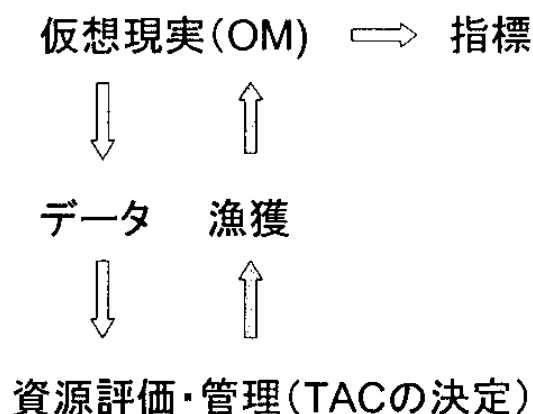 仮想現実(OM) ⇨ 指標
データ 漁獲
資源評価・管理(TACの決定)